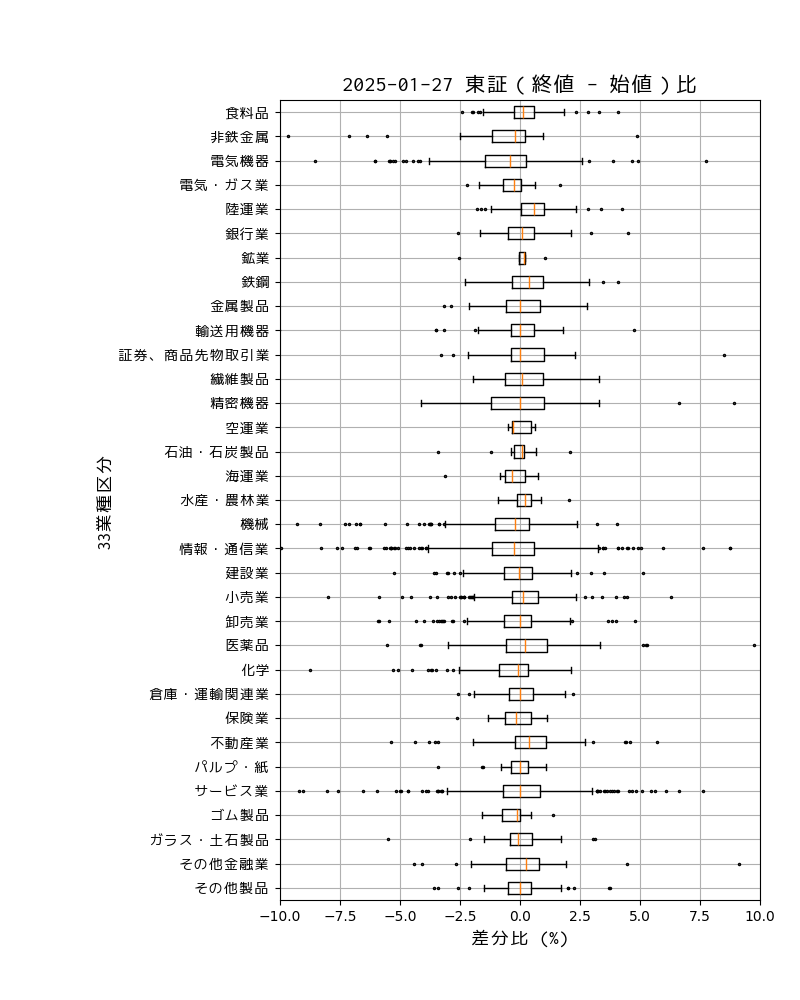 2025-01-27 東証 ( 終値 - 始値 ) 比
食料品
非鉄金属
電気機器
電気・ガス業
陸運業
銀行業
鉱業
鉄鋼
金属製品
輸送用機器
証券、商品先物取引業
繊維製品
精密機器
空運業
石油・石炭製品
海運業
水産・農林業
機械
情報・通信業
建設業
小売業
卸売業
医薬品
化学
倉庫・運輸関連業
保険業
不動産業
パルプ・紙
サービス業
ゴム製品
ガラス・土石製品
その他金融業
その他製品
33業種区分
−10.0 −7.5 −5.0 −2.5 0.0 2.5 5.0 7.5 10.0
差分比 (%)